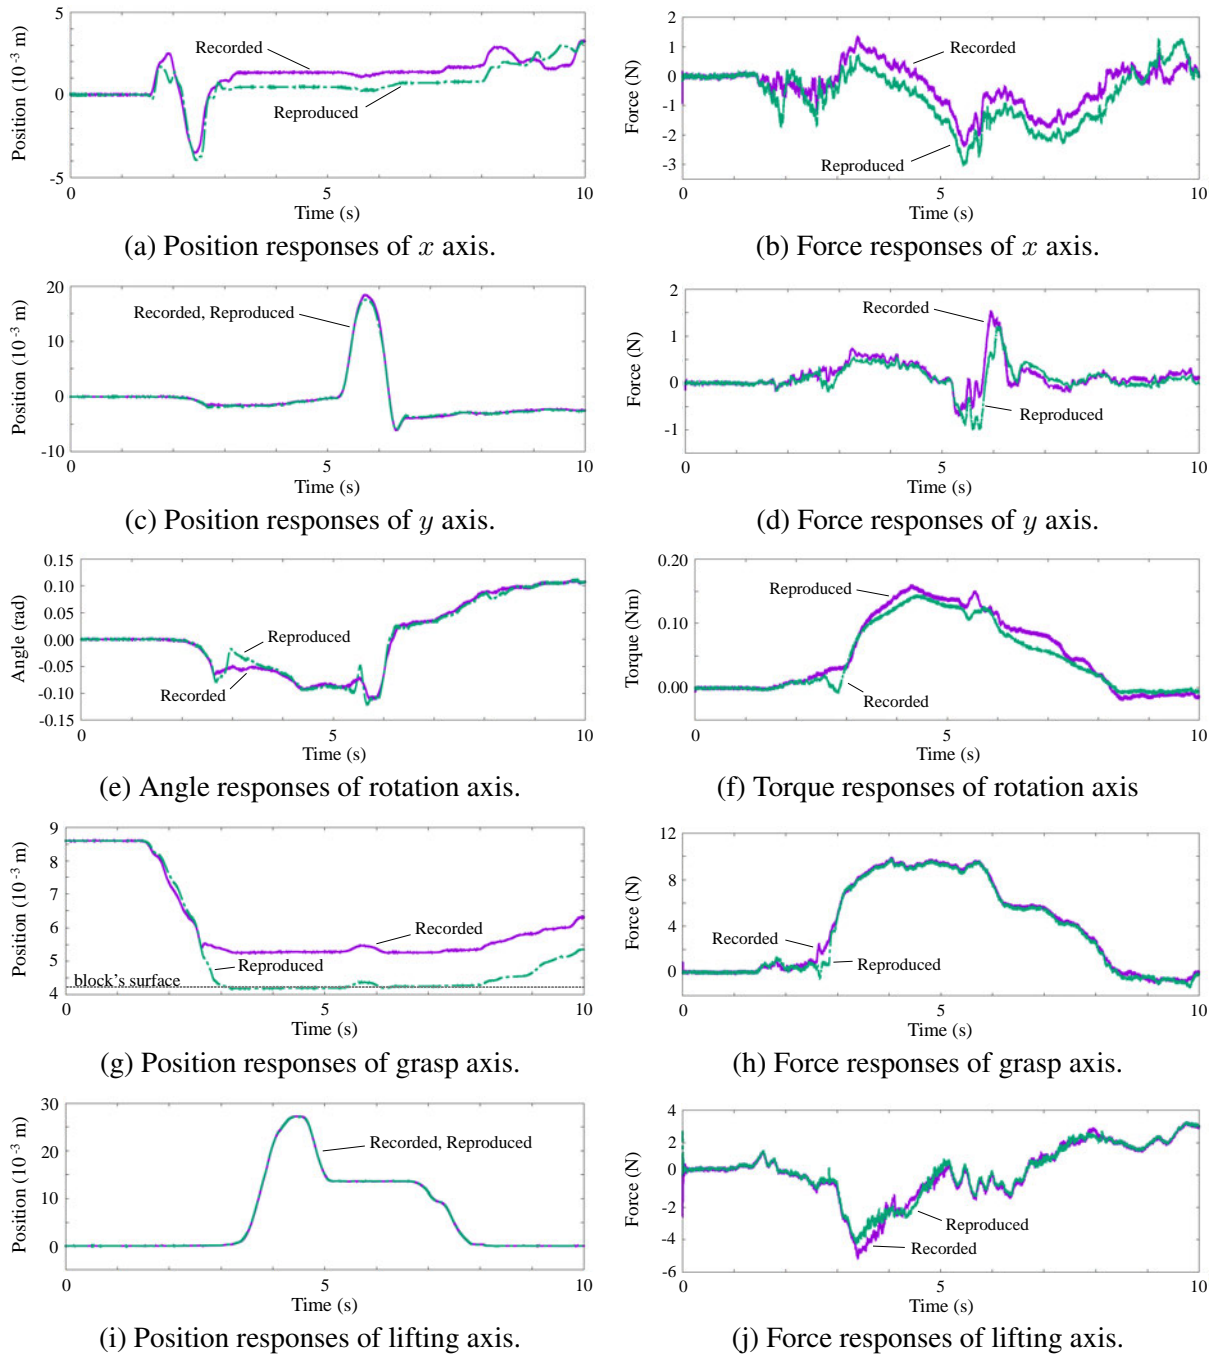 5
0
-5
Position (10⁻³ m)
Recorded
Reproduced
0 5 10
Time (s)
(a) Position responses of x axis.
2
1
0
-1
-2
-3
Force (N)
Recorded
Reproduced
0 5 10
Time (s)
(b) Force responses of x axis.
20
10
0
-10
Position (10⁻³ m)
Recorded, Reproduced
0 5 10
Time (s)
(c) Position responses of y axis.
2
1
0
-1
Force (N)
Recorded
Reproduced
0 5 10
Time (s)
(d) Force responses of y axis.
0.15
0.10
0.05
0.00
-0.05
-0.10
-0.15
Angle (rad)
Reproduced
Recorded
0 5 10
Time (s)
(e) Angle responses of rotation axis.
0.20
0.10
0.00
Torque (Nm)
Reproduced
Recorded
0 5 10
Time (s)
(f) Torque responses of rotation axis
9
8
7
6
5
4
Position (10⁻³ m)
Recorded
Reproduced
block's surface
0 5 10
Time (s)
(g) Position responses of grasp axis.
12
8
4
0
Force (N)
Recorded
Reproduced
0 5 10
Time (s)
(h) Force responses of grasp axis.
30
20
10
0
Position (10⁻³ m)
Recorded, Reproduced
0 5 10
Time (s)
(i) Position responses of lifting axis.
4
2
0
-2
-4
-6
Force (N)
Reproduced
Recorded
0 5 10
Time (s)
(j) Force responses of lifting axis.